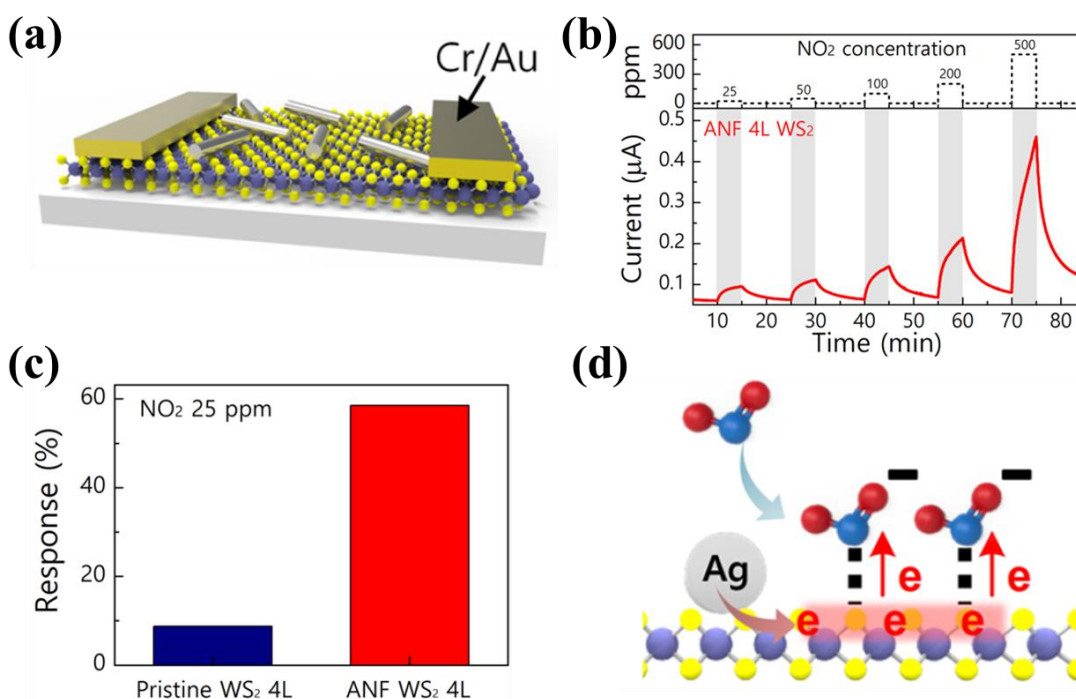 (a)
Cr/Au
(b)
NO₂ concentration
ppm
600
300
0
25
50
100
200
500
ANF 4L WS₂
Current (μA)
0.5
0.4
0.3
0.2
0.1
10 20 30 40 50 60 70 80
Time (min)
(c)
NO₂ 25 ppm
Response (%)
60
40
20
0
Pristine WS₂ 4L
ANF WS₂ 4L
(d)
Ag
e
e
e
e
e